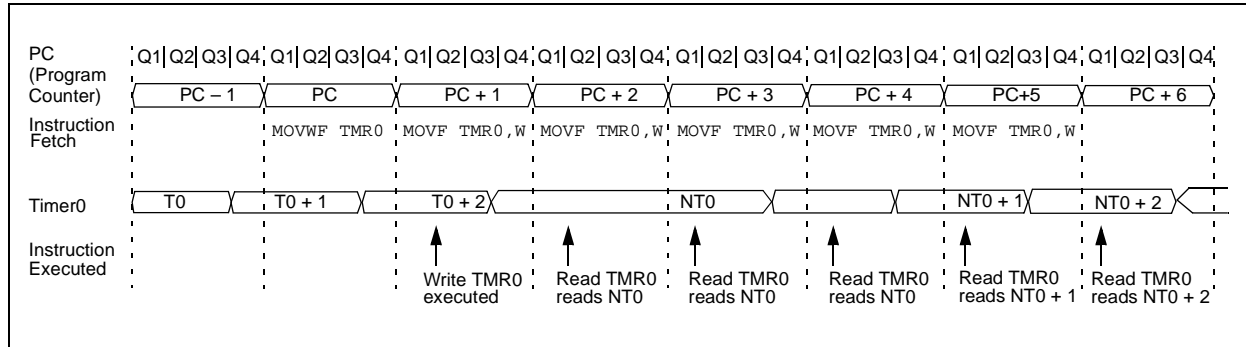 PC (Program Counter)
Q1 Q2 Q3 Q4 Q1 Q2 Q3 Q4 Q1 Q2 Q3 Q4 Q1 Q2 Q3 Q4 Q1 Q2 Q3 Q4 Q1 Q2 Q3 Q4 Q1 Q2 Q3 Q4 Q1 Q2 Q3 Q4
PC – 1 PC PC + 1 PC + 2 PC + 3 PC + 4 PC+5 PC + 6
Instruction Fetch
MOVWF TMR0 MOVF TMR0,W MOVF TMR0,W MOVF TMR0,W MOVF TMR0,W MOVF TMR0,W
Timer0
T0 T0 + 1 T0 + 2 NT0 NT0 + 1 NT0 + 2
Instruction Executed
Write TMR0 executed
Read TMR0 reads NT0
Read TMR0 reads NT0
Read TMR0 reads NT0
Read TMR0 reads NT0 + 1
Read TMR0 reads NT0 + 2